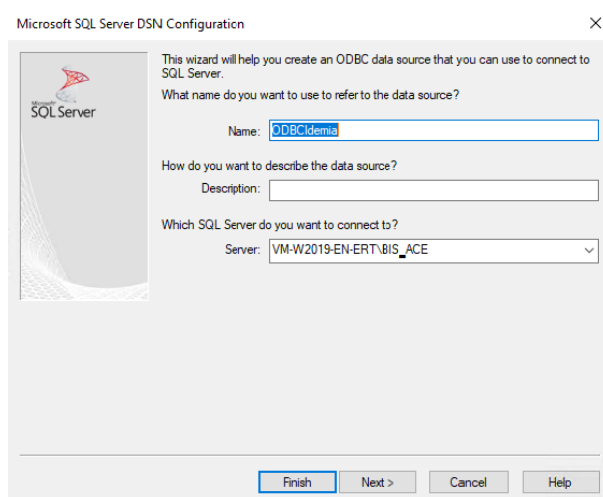 Microsoft SQL Server DSN Configuration
This wizard will help you create an ODBC data source that you can use to connect to
SQL Server.
What name do you want to use to refer to the data source?
Microsoft
SQL Server
Name: ODBCIdemia
How do you want to describe the data source?
Description:
Which SQL Server do you want to connect to?
Server: VM-W2019-EN-ERT\BIS_ACE
Finish Next > Cancel Help